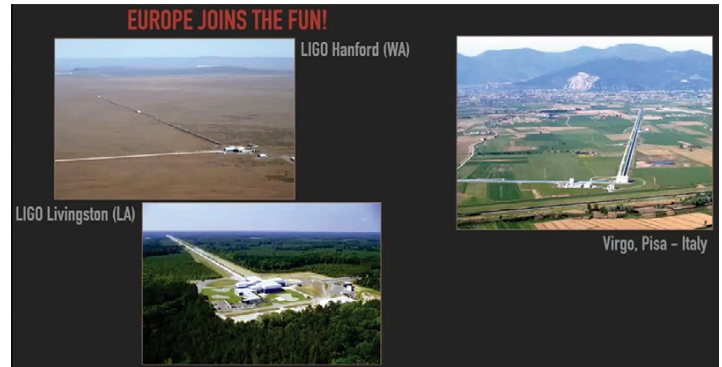 EUROPE JOINS THE FUN!
LIGO Hanford (WA)
LIGO Livingston (LA)
Virgo, Pisa – Italy